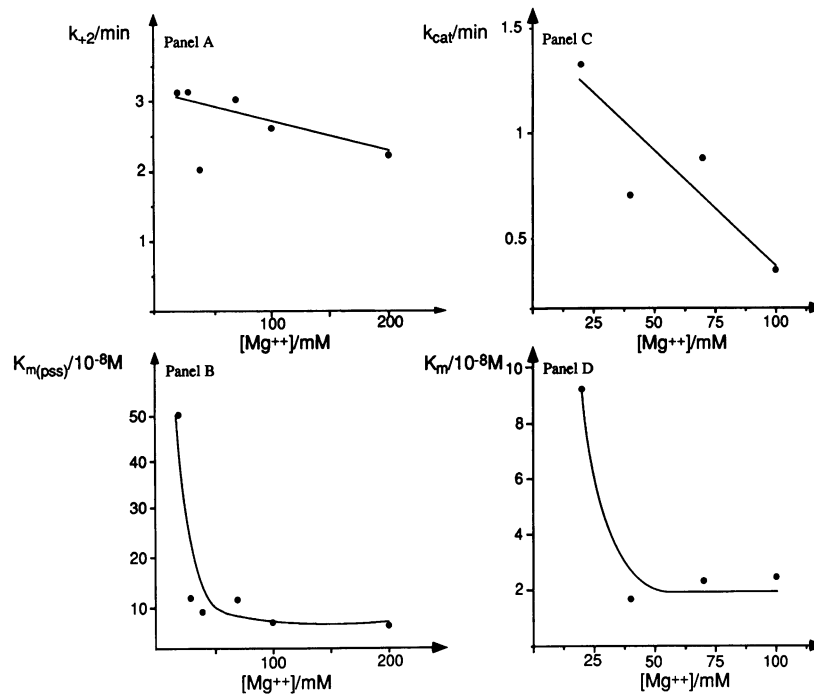 k+2/min
Panel A
3
2
1
100
200
[Mg++]/mM
kcat/min
Panel C
1.5
1
0.5
25
50
75
100
[Mg++]/mM
Km(pss)/10-8M
Panel B
50
40
30
20
10
100
200
[Mg++]/mM
Km/10-8M
Panel D
10
8
6
4
2
25
50
75
100
[Mg++]/mM